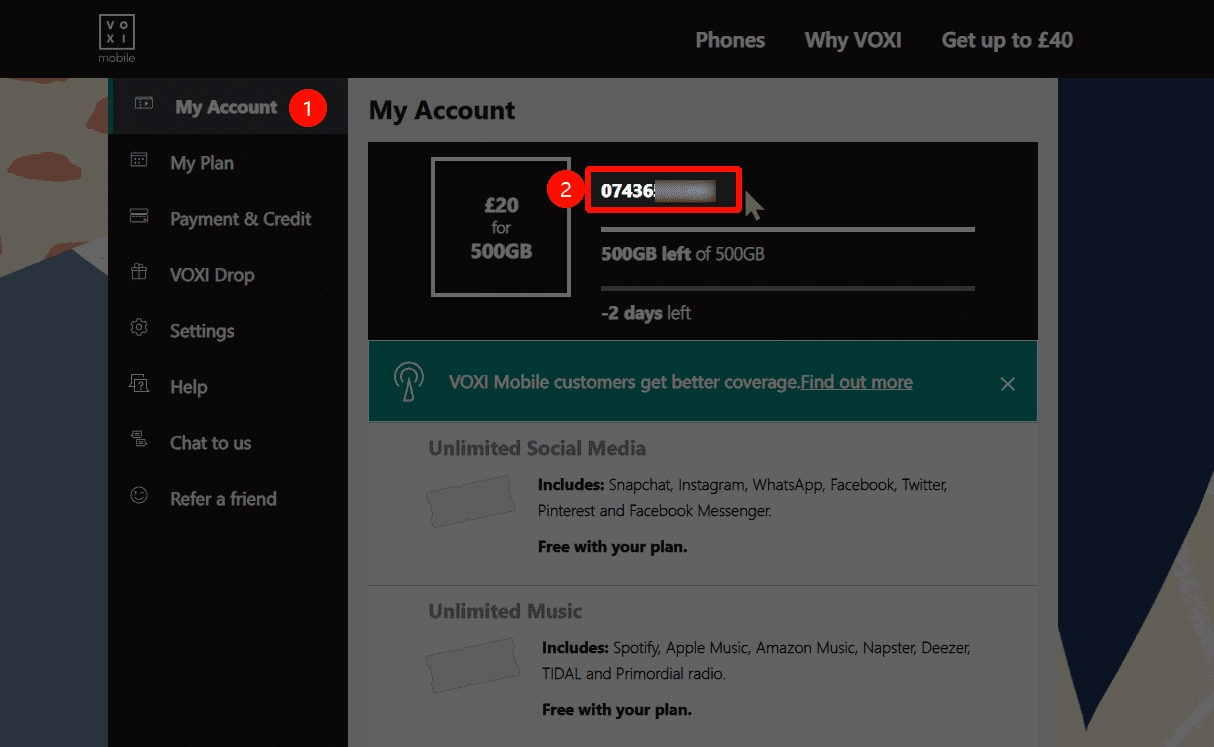 VO
XI
mobile
Phones
Why VOXI
Get up to £40
My Account
1
My Plan
Payment & Credit
VOXI Drop
Settings
Help
Chat to us
Refer a friend
My Account
£20
for
500GB
2
07436
500GB left of 500GB
-2 days left
VOXI Mobile customers get better coverage.Find out more
Unlimited Social Media
Includes: Snapchat, Instagram, WhatsApp, Facebook, Twitter,
Pinterest and Facebook Messenger.
Free with your plan.
Unlimited Music
Includes: Spotify, Apple Music, Amazon Music, Napster, Deezer,
TIDAL and Primordial radio.
Free with your plan.